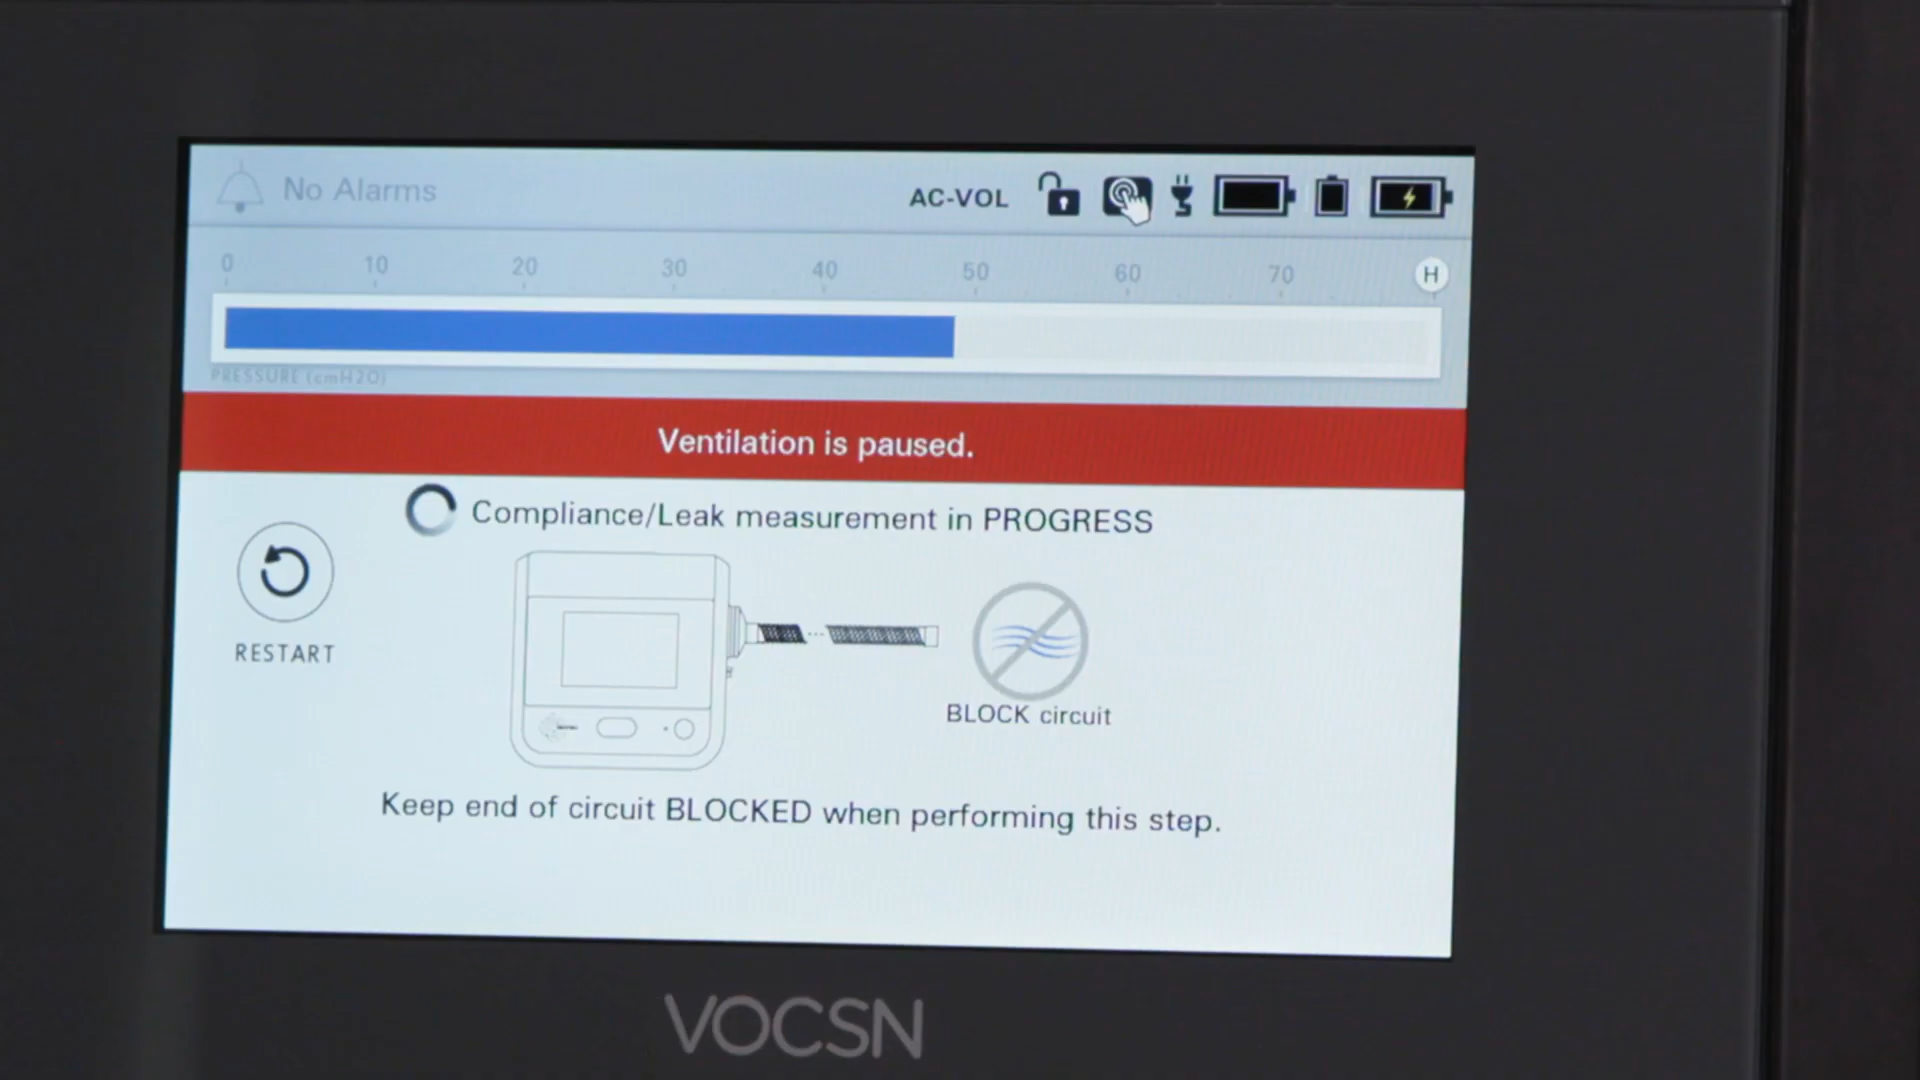 No Alarms
AC-VOL
0 10 20 30 40 50 60 70 H
PRESSURE (cmH2O)
Ventilation is paused.
Compliance/Leak measurement in PROGRESS
RESTART
BLOCK circuit
Keep end of circuit BLOCKED when performing this step.
VOCSN